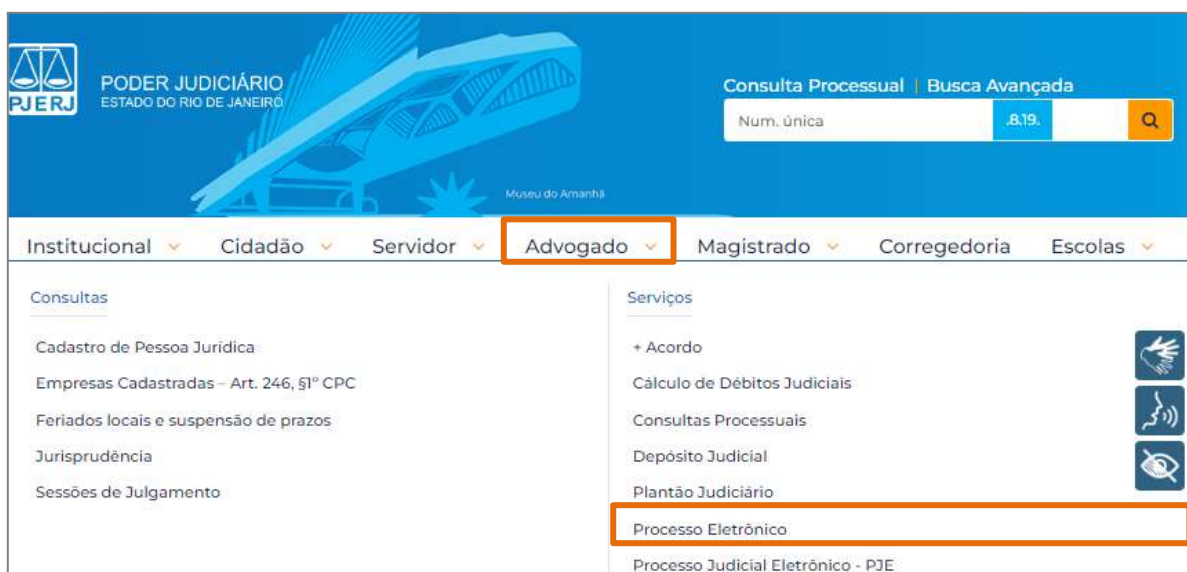 PJERJ
PODER JUDICIÁRIO
ESTADO DO RIO DE JANEIRO
Consulta Processual | Busca Avançada
Num. única .8.19.
Museu do Amanhã
Institucional Cidadão Servidor Advogado Magistrado Corregedoria Escolas
Consultas
Cadastro de Pessoa Jurídica
Empresas Cadastradas – Art. 246, §1º CPC
Feriados locais e suspensão de prazos
Jurisprudência
Sessões de Julgamento
Serviços
+ Acordo
Cálculo de Débitos Judiciais
Consultas Processuais
Depósito Judicial
Plantão Judiciário
Processo Eletrônico
Processo Judicial Eletrônico - PJE